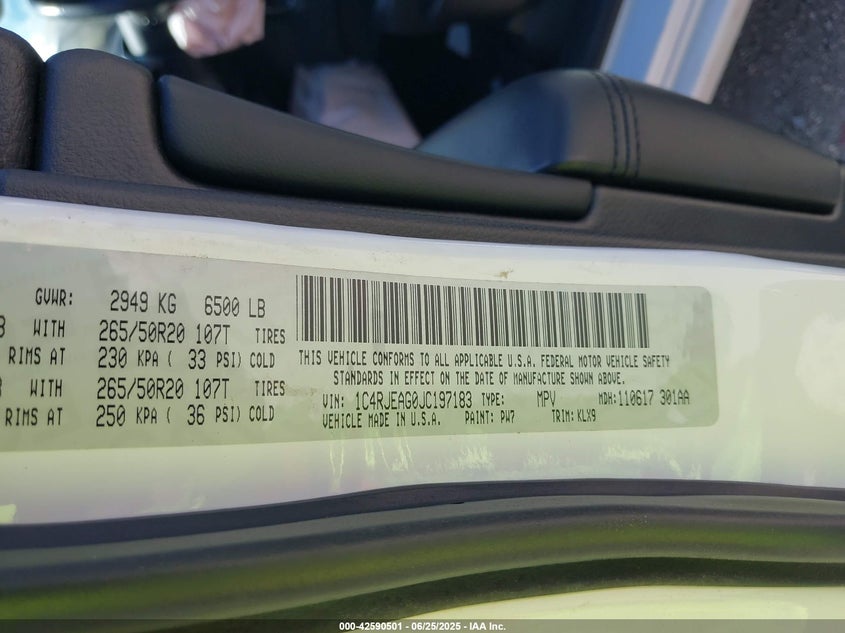 GVWR: 2949 KG 6500 LB
WITH 265/50R20 107T TIRES
RIMS AT 230 KPA ( 33 PSI) COLD
WITH 265/50R20 107T TIRES
RIMS AT 250 KPA ( 36 PSI) COLD
THIS VEHICLE CONFORMS TO ALL APPLICABLE U.S.A. FEDERAL MOTOR VEHICLE SAFETY
STANDARDS IN EFFECT ON THE DATE OF MANUFACTURE SHOWN ABOVE.
VIN: 1C4RJEAG0JC197183 TYPE: MPV MDH: 110617 301AA
VEHICLE MADE IN U.S.A. PAINT: PW7 TRIM: KLX9
000-42590501 - 06/25/2025 - IAA Inc.